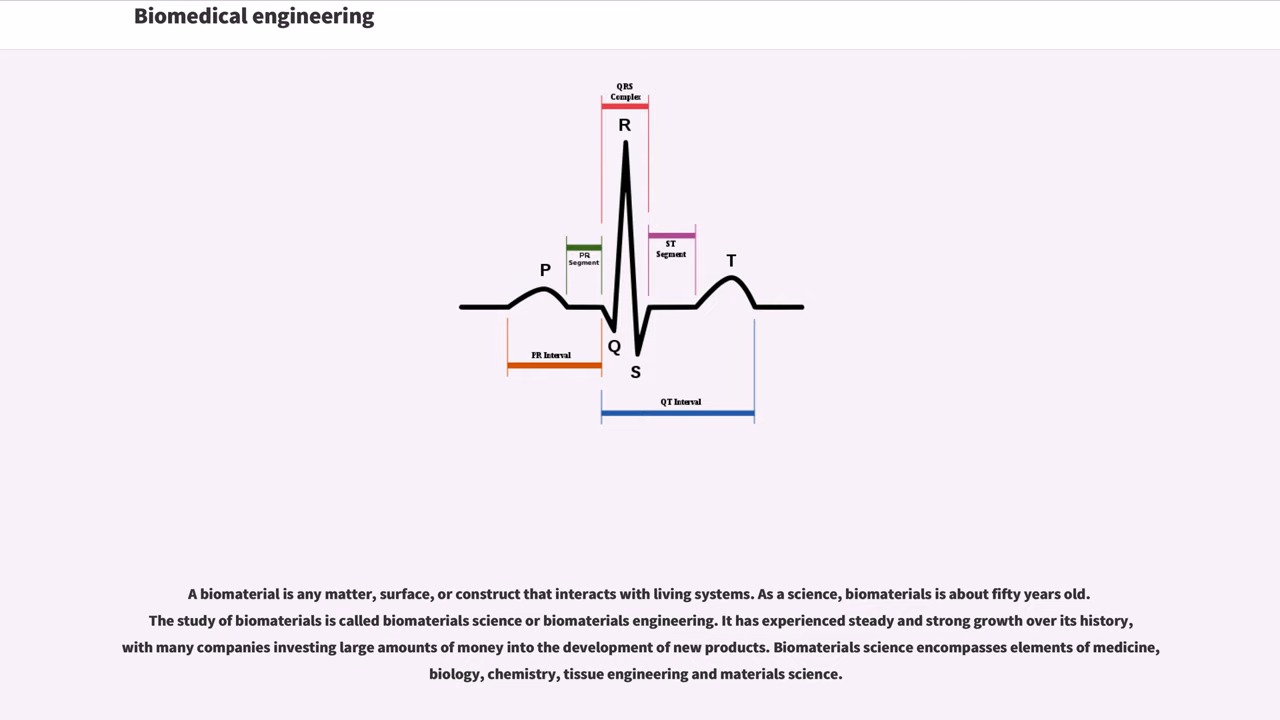 Biomedical engineering
QRS
Complex
R
PR
Segment
ST
Segment
P
T
Q
PR Interval
S
QT Interval
A biomaterial is any matter, surface, or construct that interacts with living systems. As a science, biomaterials is about fifty years old.
The study of biomaterials is called biomaterials science or biomaterials engineering. It has experienced steady and strong growth over its history,
with many companies investing large amounts of money into the development of new products. Biomaterials science encompasses elements of medicine,
biology, chemistry, tissue engineering and materials science.